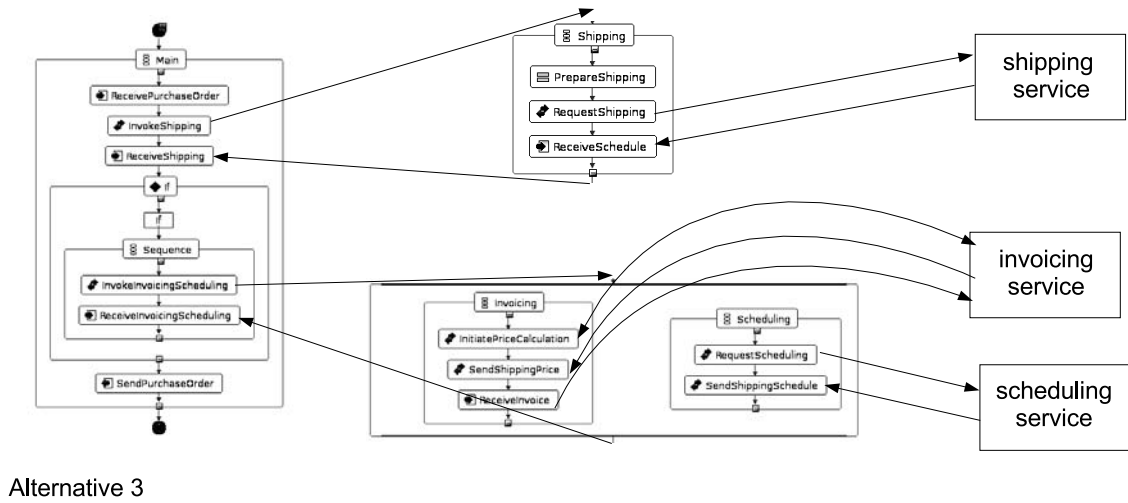 Main
ReceivePurchaseOrder
InvokeShipping
ReceiveShipping
If
If
Sequence
InvokeInvoicingScheduling
ReceiveInvoicingScheduling
SendPurchaseOrder
Shipping
PrepareShipping
RequestShipping
ReceiveSchedule
shipping
service
Invoicing
InitiatePriceCalculation
SendShippingPrice
ReceiveInvoice
Scheduling
RequestScheduling
SendShippingSchedule
invoicing
service
scheduling
service
Alternative 3